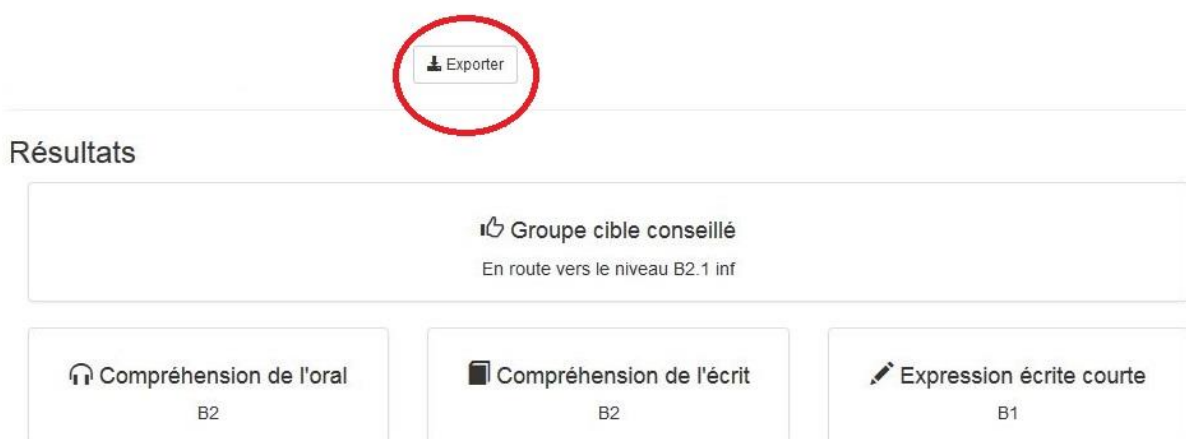 Exporter
Résultats
Groupe cible conseillé
En route vers le niveau B2.1 inf
Compréhension de l'oral
B2
Compréhension de l'écrit
B2
Expression écrite courte
B1